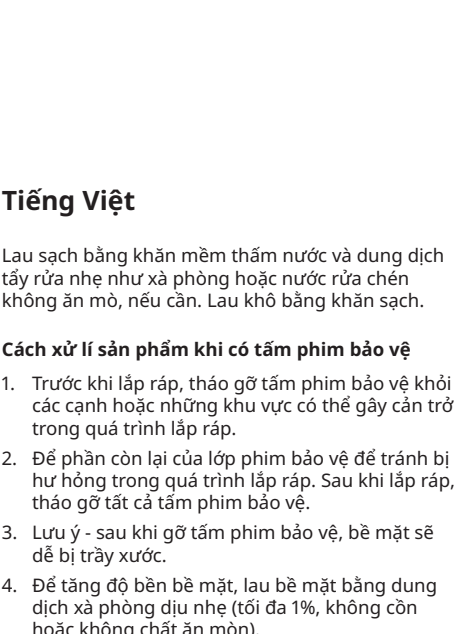 Tiếng Việt
Lau sạch bằng khăn mềm thấm nước và dung dịch
tẩy rửa nhẹ như xà phòng hoặc nước rửa chén
không ăn mò, nếu cần. Lau khô bằng khăn sạch.
Cách xử lí sản phẩm khi có tấm phim bảo vệ
1. Trước khi lắp ráp, tháo gỡ tấm phim bảo vệ khỏi
các cạnh hoặc những khu vực có thể gây cản trở
trong quá trình lắp ráp.
2. Để phần còn lại của lớp phim bảo vệ để tránh bị
hư hỏng trong quá trình lắp ráp. Sau khi lắp ráp,
tháo gỡ tất cả tấm phim bảo vệ.
3. Lưu ý - sau khi gỡ tấm phim bảo vệ, bề mặt sẽ
dễ bị trầy xước.
4. Để tăng độ bền bề mặt, lau bề mặt bằng dung
dịch xà phòng dịu nhẹ (tối đa 1%, không cồn
hoặc không chất ăn mòn).